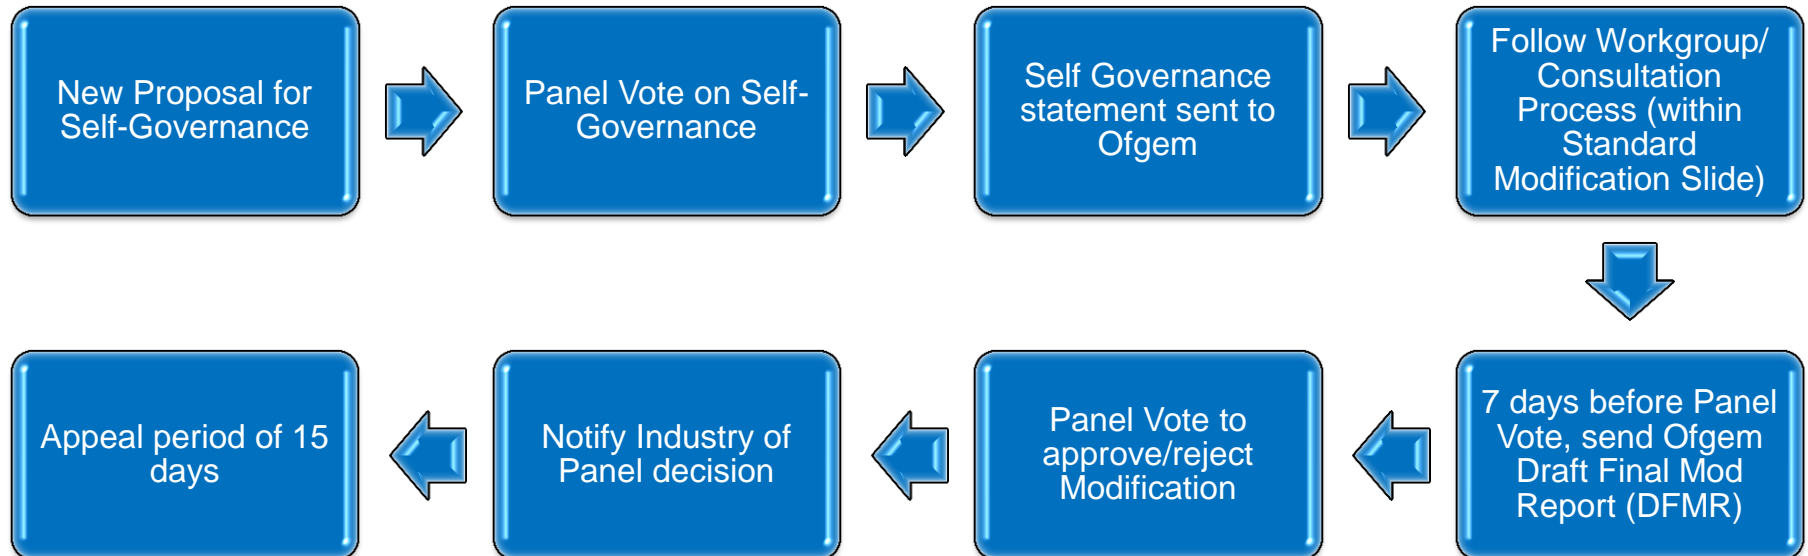 New Proposal for
Self-Governance
Panel Vote on Self-
Governance
Self Governance
statement sent to
Ofgem
Follow Workgroup/
Consultation
Process (within
Standard
Modification Slide)
7 days before Panel
Vote, send Ofgem
Draft Final Mod
Report (DFMR)
Panel Vote to
approve/reject
Modification
Notify Industry of
Panel decision
Appeal period of 15
days